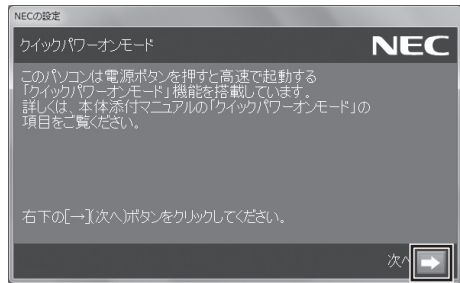 NECの設定
クイックパワーオンモード
NEC
このパソコンは電源ボタンを押すと高速で起動する
「クイックパワーオンモード」機能を搭載しています。
詳しくは、本体添付マニュアルの「クイックパワーオンモード」の
項目をご覧ください。
右下の[→](次へ)ボタンをクリックしてください。
次へ